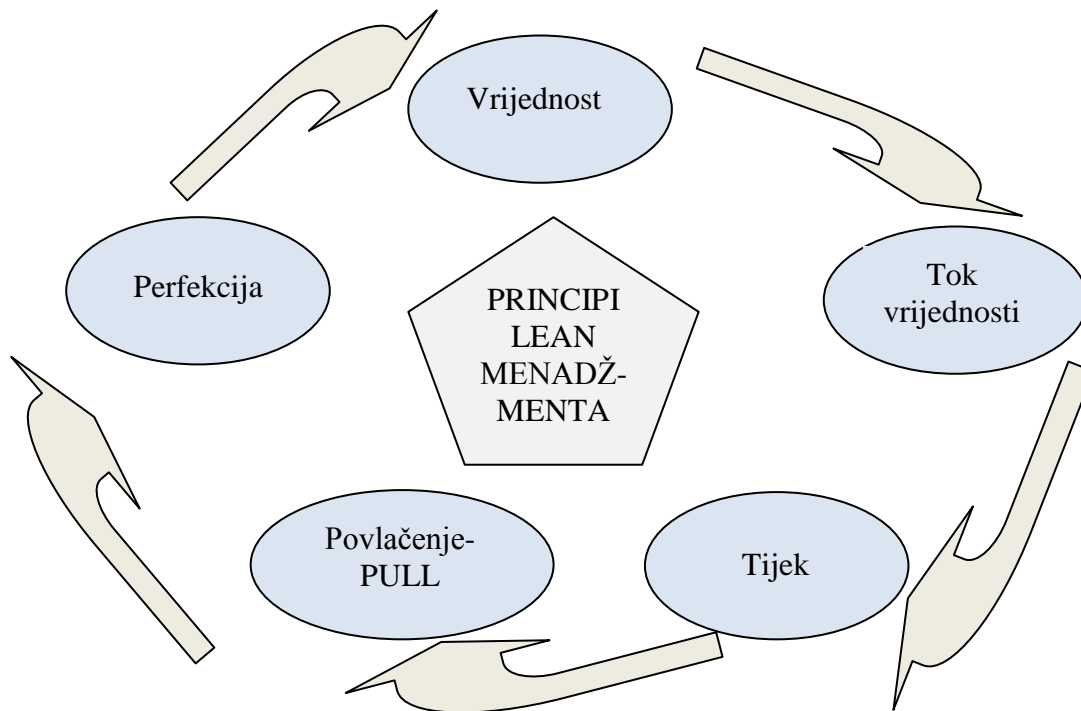 Vrijednost
Tok
vrijednosti
Tijek
Povlačenje-
PULL
Perfekcija
PRINCIPI
LEAN
MENADŽ-
MENTA